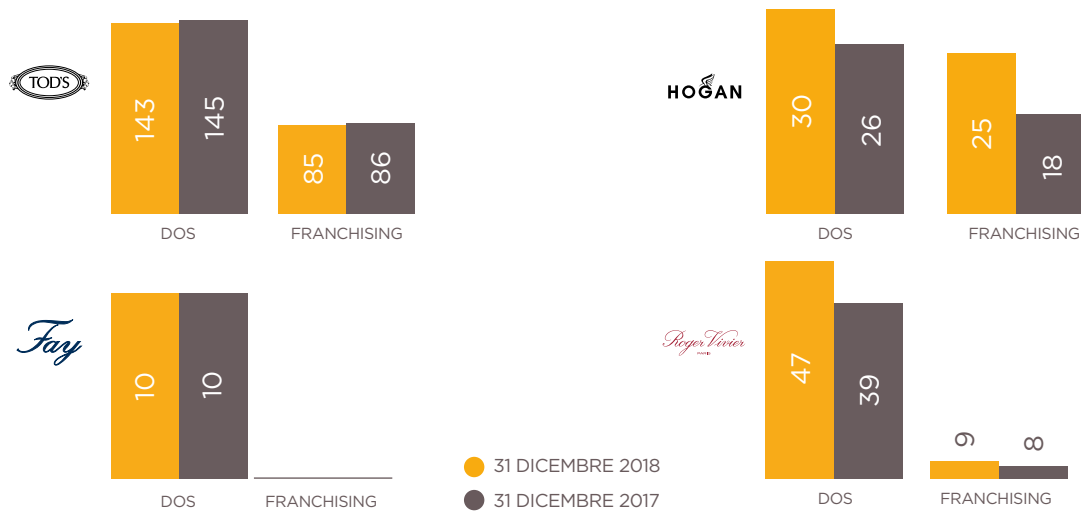 TOD'S
143
145
85
86
DOS
FRANCHISING
HOGAN
30
26
25
18
DOS
FRANCHISING
Fay
10
10
DOS
FRANCHISING
Roger Vivier
PARIS
47
39
9
8
DOS
FRANCHISING
31 DICEMBRE 2018
31 DICEMBRE 2017